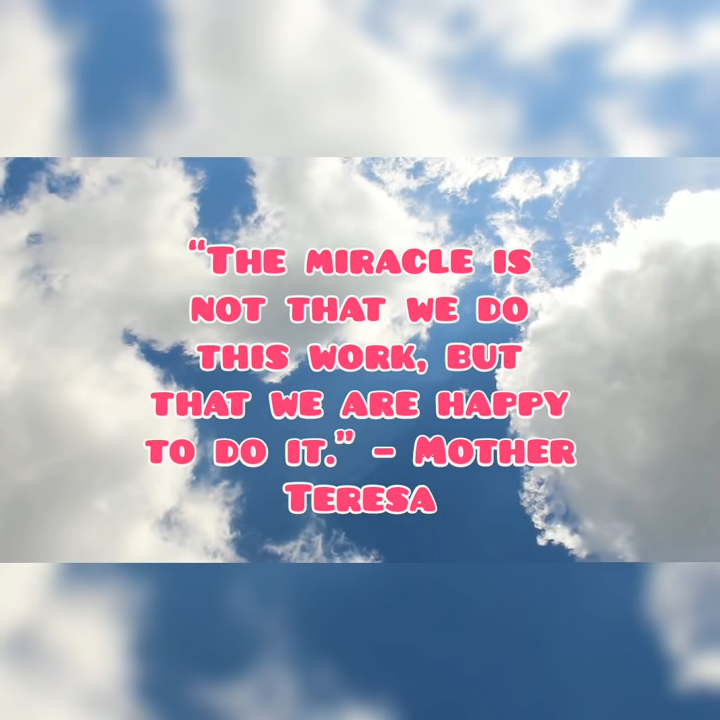 “The miracle is
not that we do
this work, but
that we are happy
to do it.” – Mother
Teresa